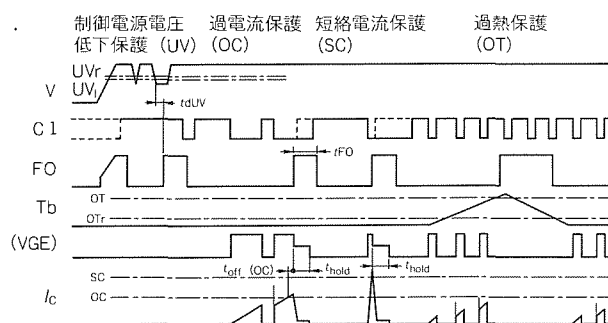 制御電源電圧 過電流保護 短絡電流保護 過熱保護
低下保護 (UV) (OC) (SC) (OT)
UVr
V UVl
tdUV
C1
tFO
FO
OT
Tb
OTr
(VGE)
toff (OC) thold thold
SC
Ic OC